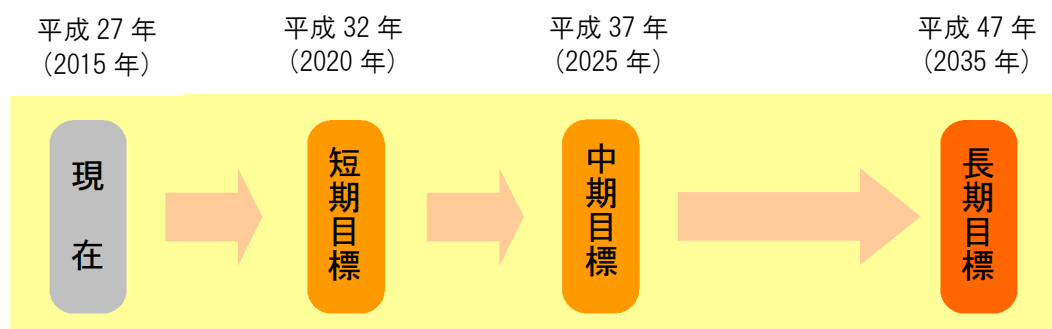 平成 27 年
（2015 年）
平成 32 年
（2020 年）
平成 37 年
（2025 年）
平成 47 年
（2035 年）
現在
短期目標
中期目標
長期目標